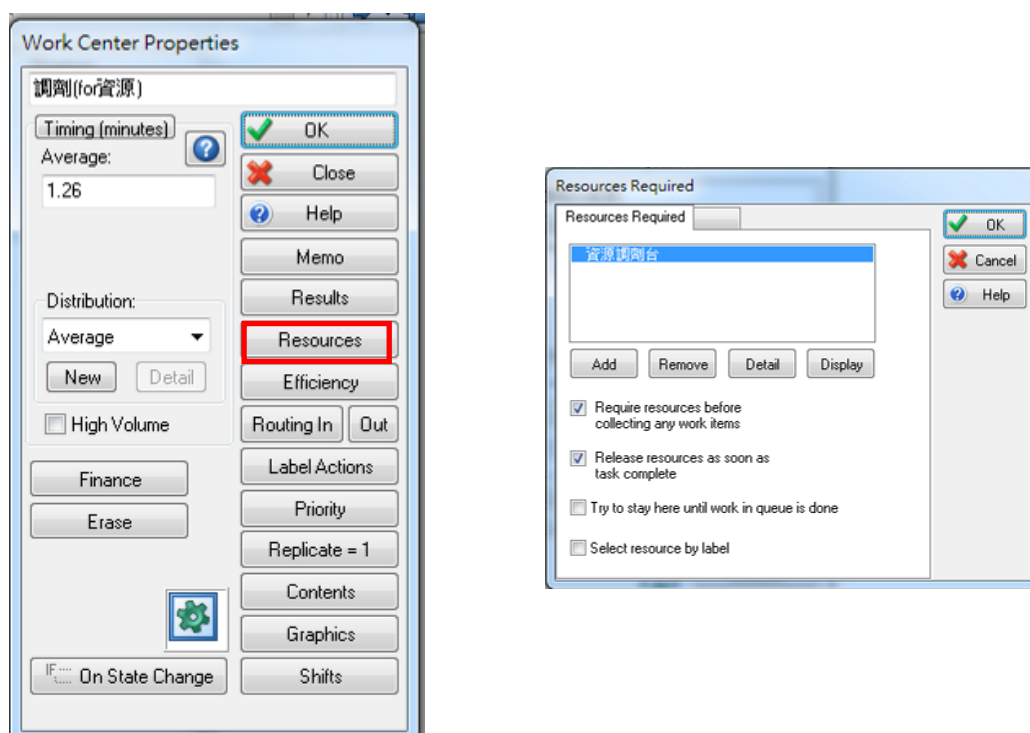 Work Center Properties
調劑(for資源)
Timing (minutes)
Average:
1.26
Distribution:
Average
New
Detail
High Volume
Finance
Erase
On State Change
OK
Close
Help
Memo
Results
Resources
Efficiency
Routing In
Out
Label Actions
Priority
Replicate = 1
Contents
Graphics
Shifts
Resources Required
Resources Required
資源調劑台
Add
Remove
Detail
Display
Require resources before
collecting any work items
Release resources as soon as
task complete
Try to stay here until work in queue is done
Select resource by label
OK
Cancel
Help